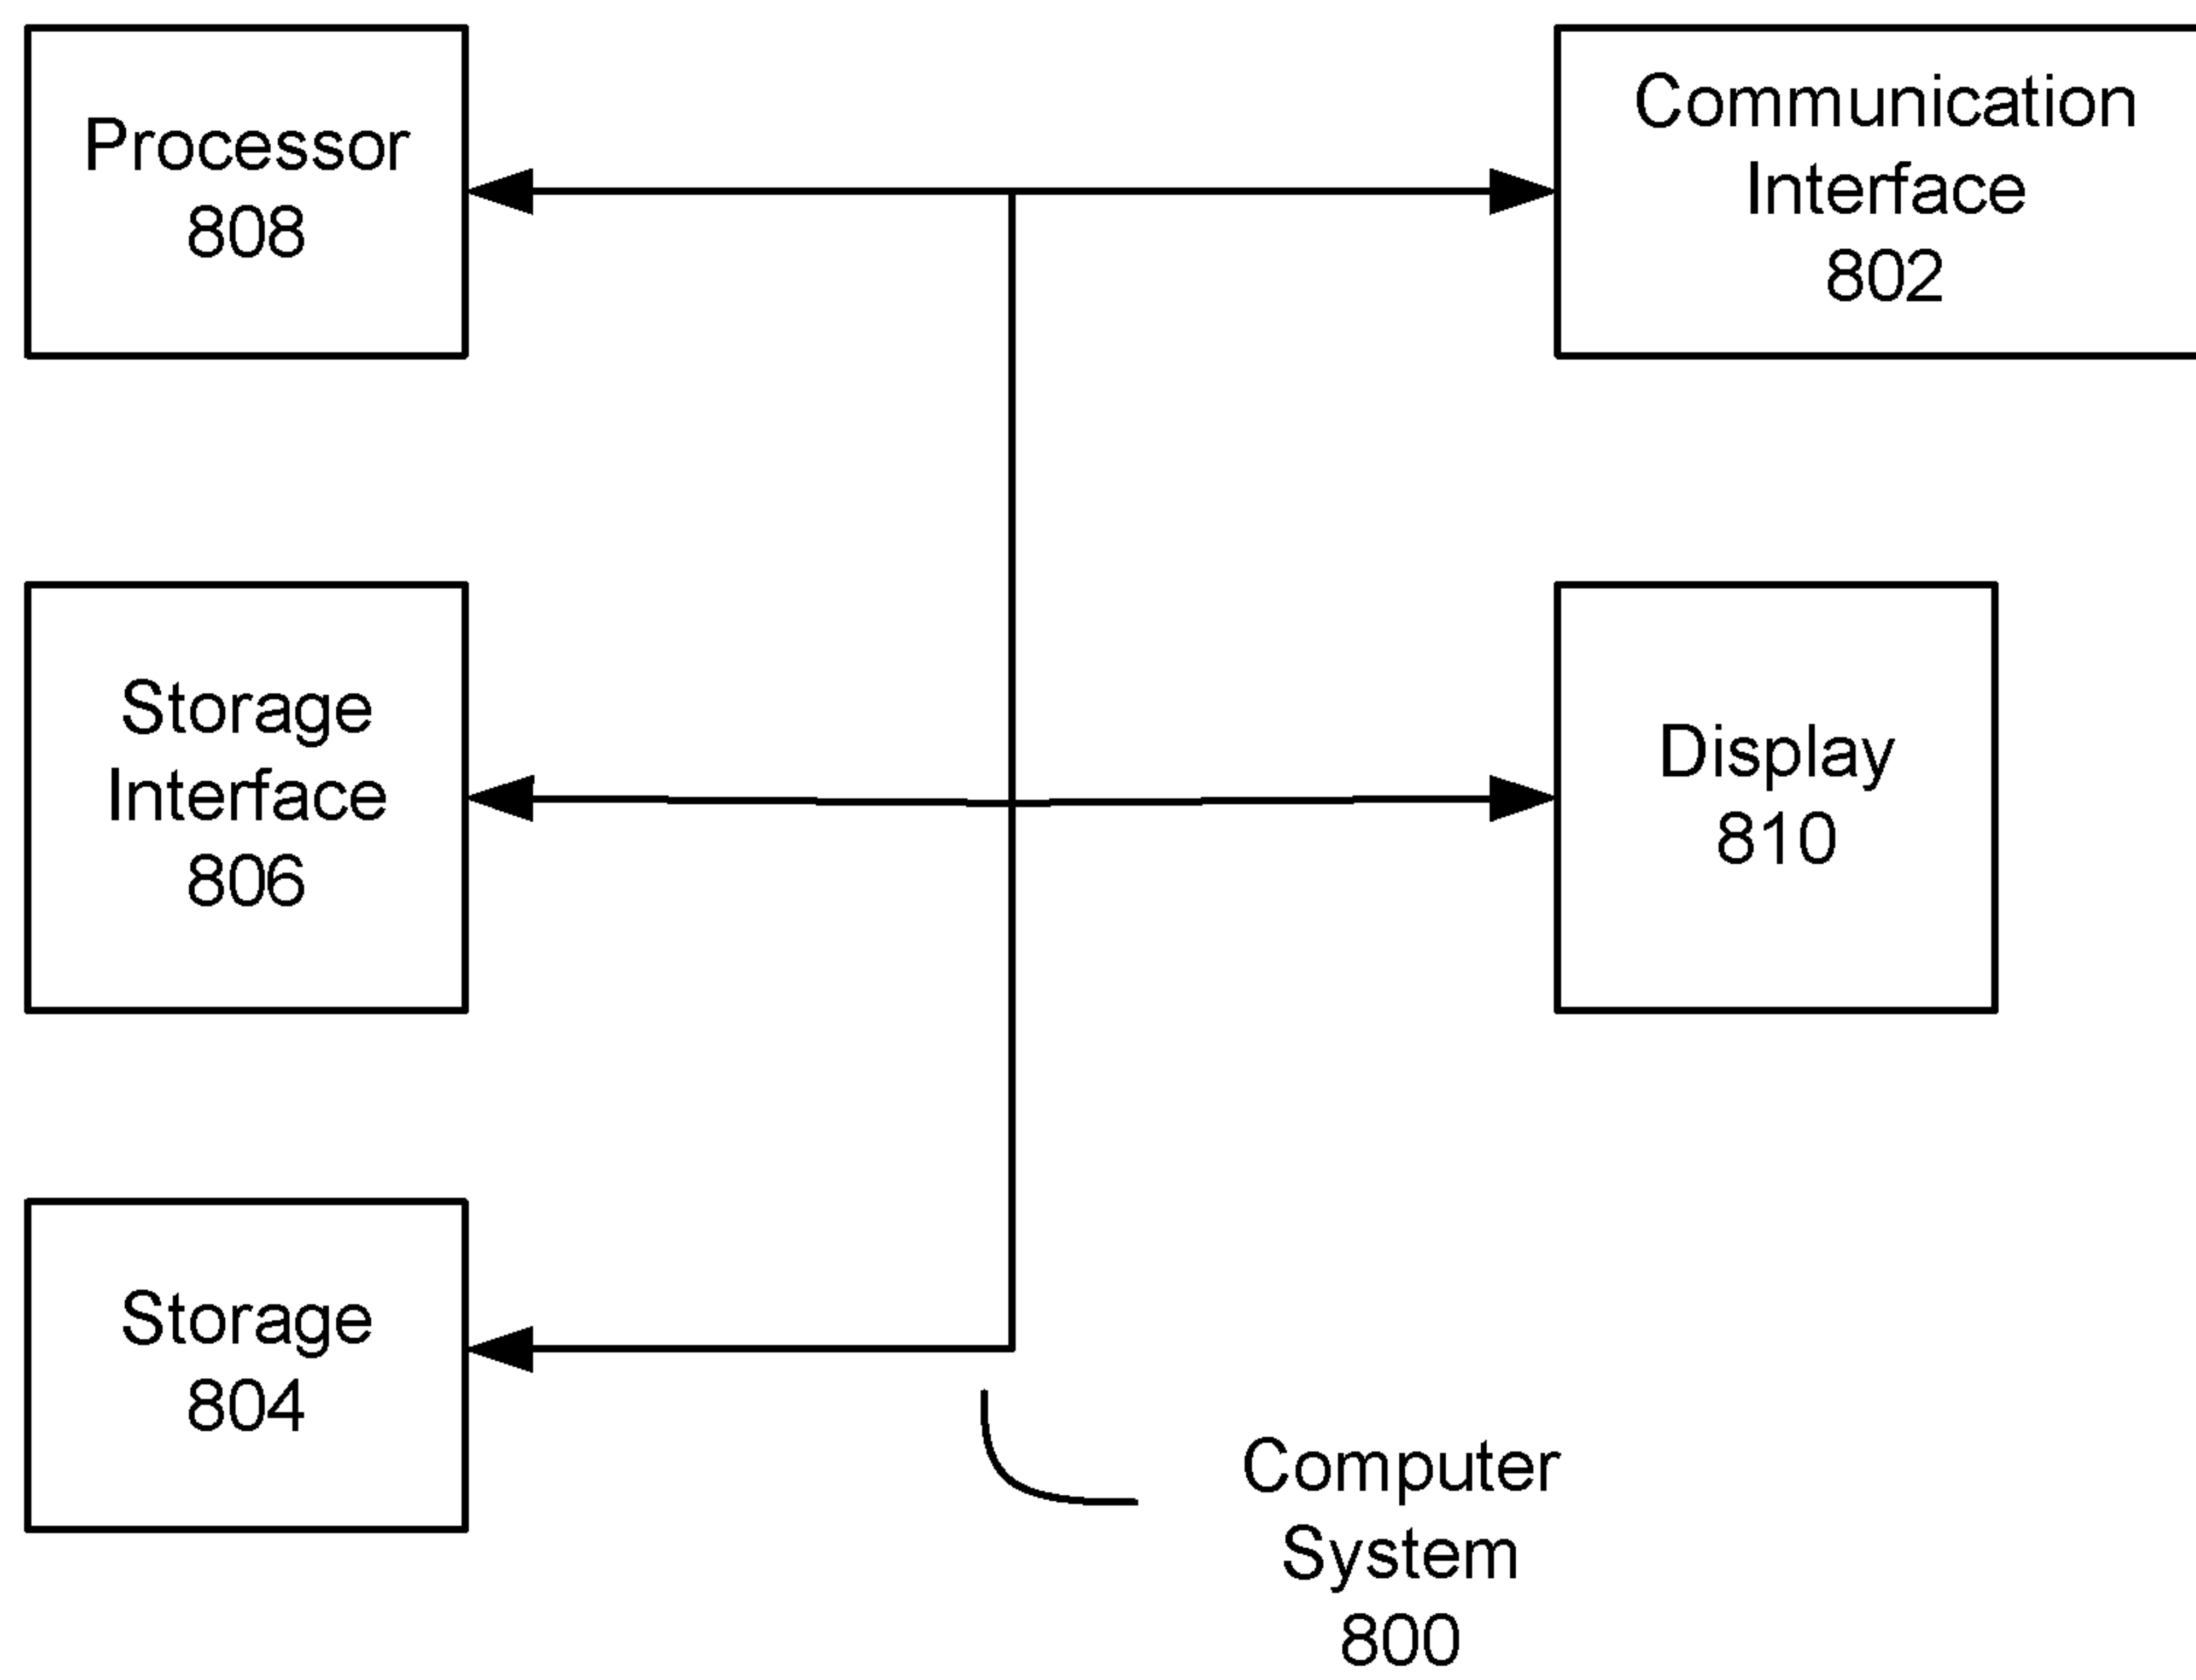 Processor
808
Communication
Interface
802
Storage
Interface
806
Display
810
Storage
804
Computer
System
800